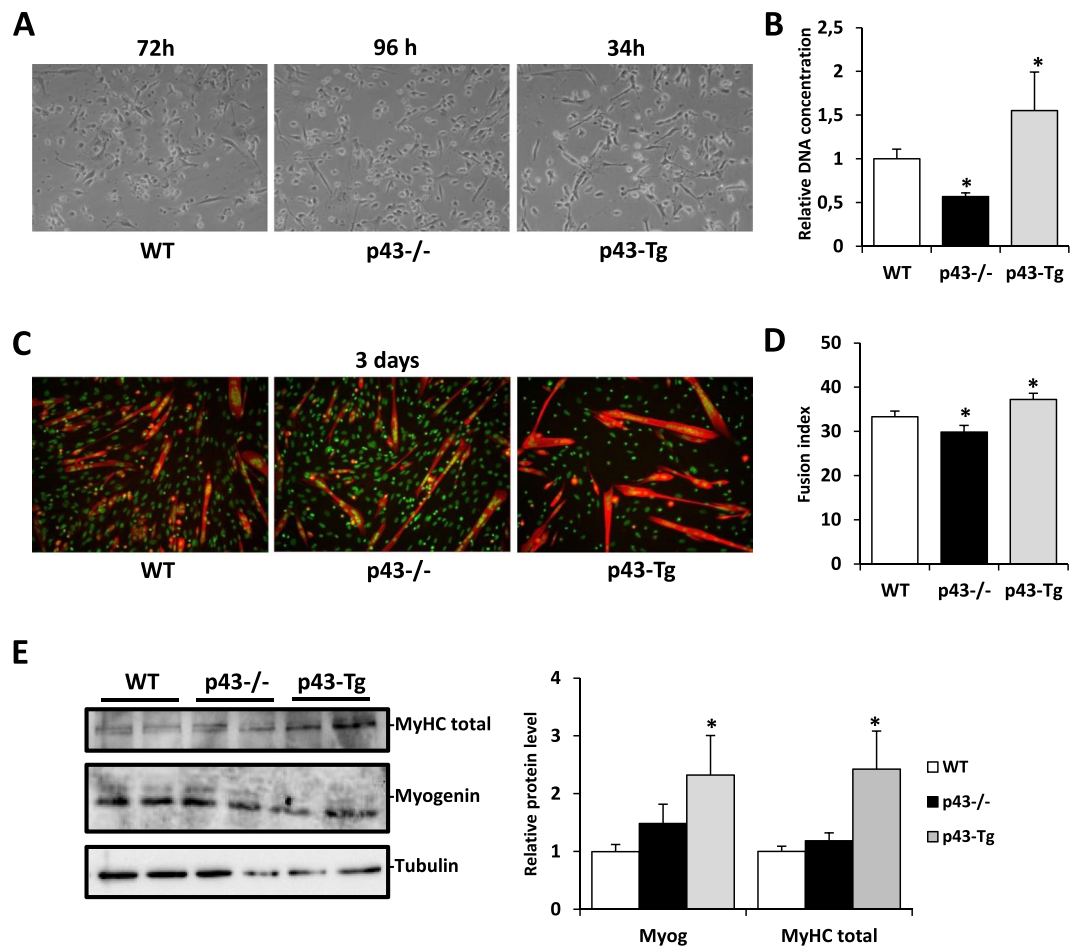 A
72h
96 h
34h
WT
p43-/-
p43-Tg
B
Relative DNA concentration
2,5
2
1,5
1
0,5
0
*
*
WT
p43-/-
p43-Tg
C
3 days
WT
p43-/-
p43-Tg
D
Fusion index
50
40
30
20
10
0
*
*
WT
p43-/-
p43-Tg
E
WT
p43-/-
p43-Tg
-MyHC total
-Myogenin
-Tubulin
Relative protein level
4
3
2
1
0
*
*
Myog
MyHC total
WT
p43-/-
p43-Tg